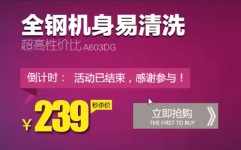 全钢机身易清洗
超高性价比 A603DG
倒计时： 活动已结束，感谢参与！
¥239 秒杀价
立即抢购
THE FIRST TO BUY